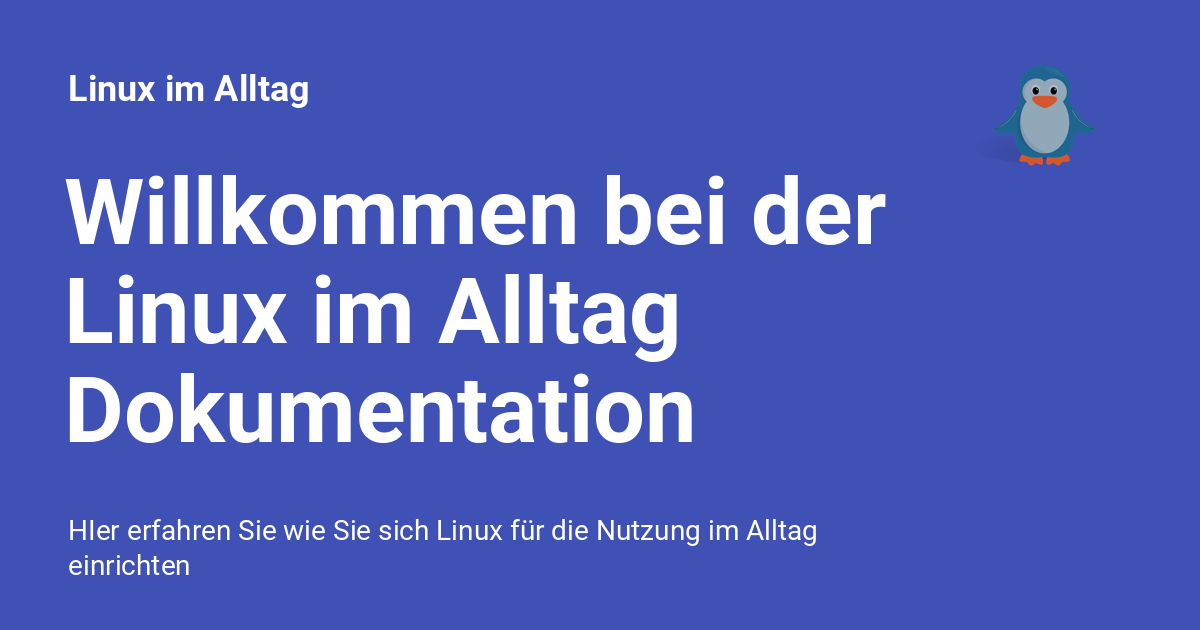 Linux im Alltag
Willkommen bei der
Linux im Alltag
Dokumentation
HIer erfahren Sie wie Sie sich Linux für die Nutzung im Alltag
einrichten